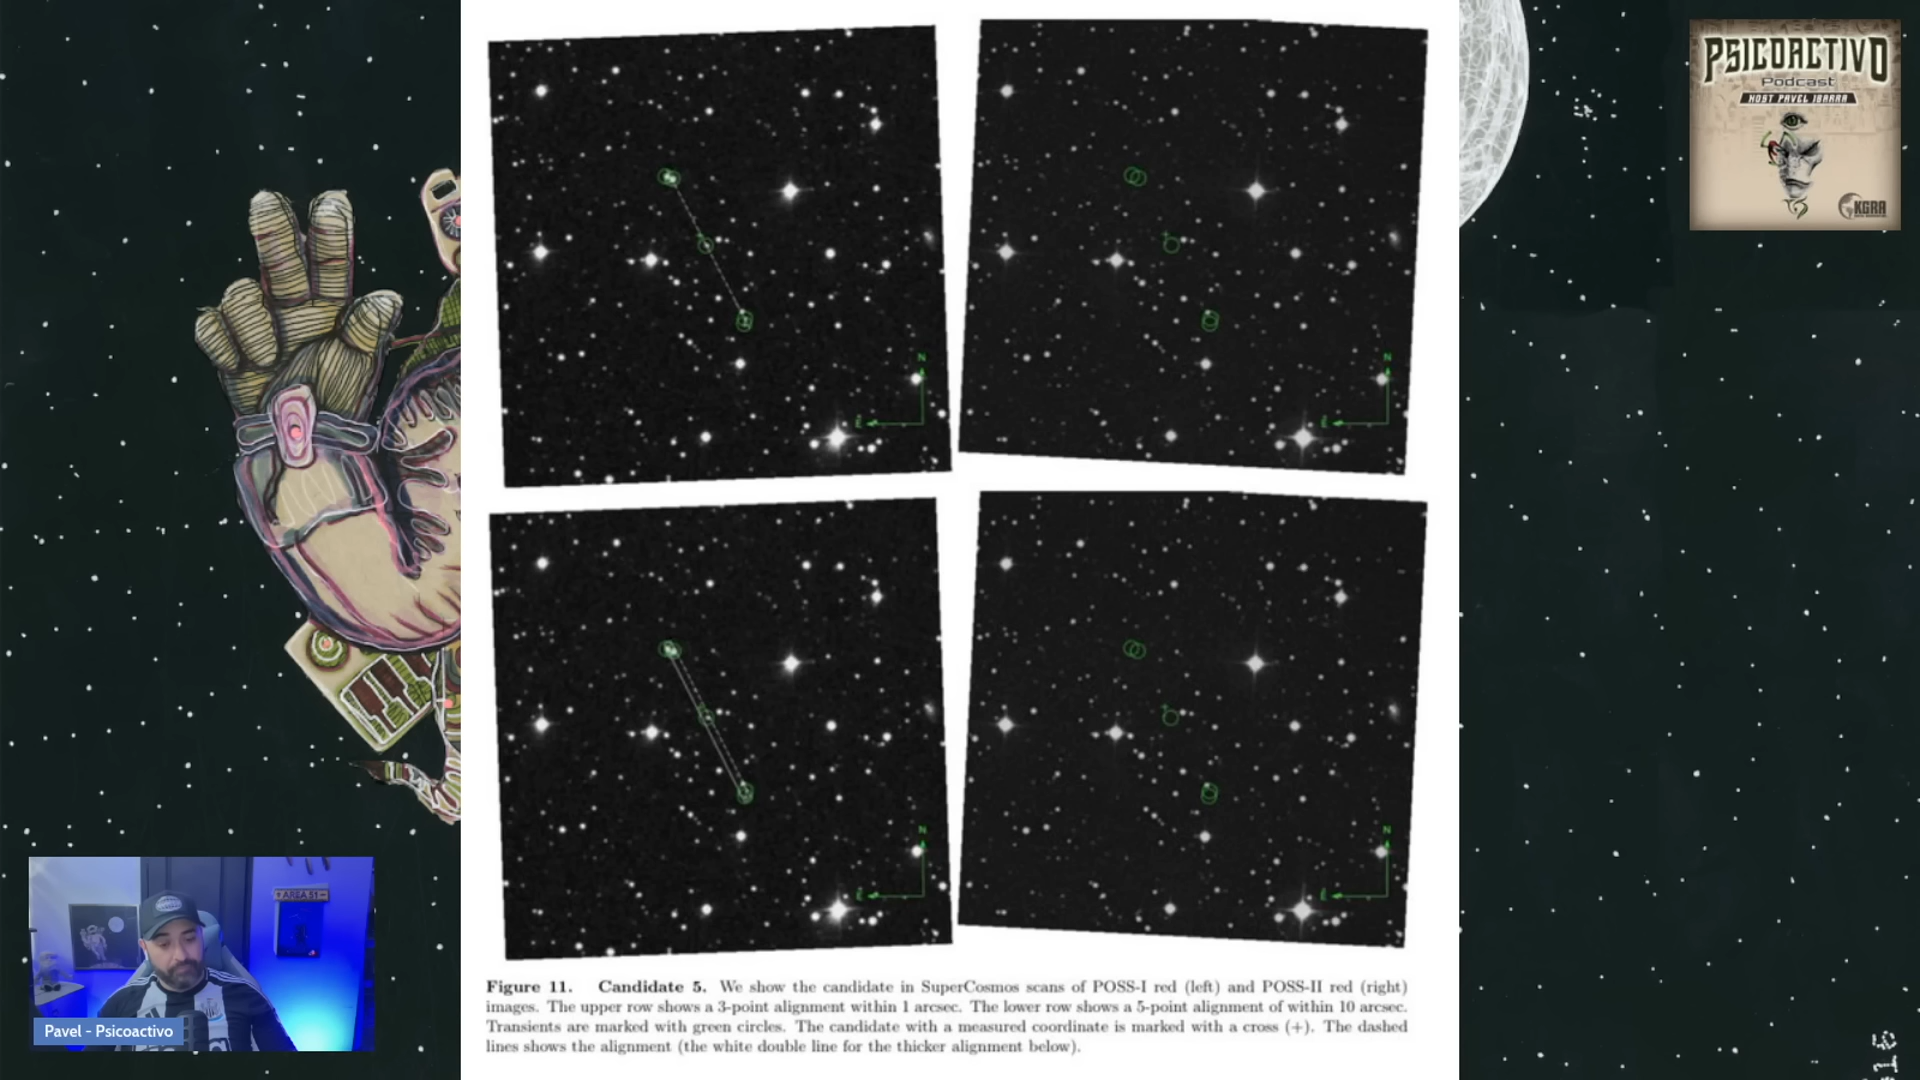 PSICOACTIVO
Podcast
HOST PAVEL IBARRA
KGRA
N
E
N
E
N
E
N
E
Figure 11. Candidate 5. We show the candidate in SuperCosmos scans of POSS-I red (left) and POSS-II red (right)
images. The upper row shows a 3-point alignment within 1 arcsec. The lower row shows a 5-point alignment of within 10 arcsec.
Transients are marked with green circles. The candidate with a measured coordinate is marked with a cross (+). The dashed
lines shows the alignment (the white double line for the thicker alignment below).
AREA 51
Pavel - Psicoactivo